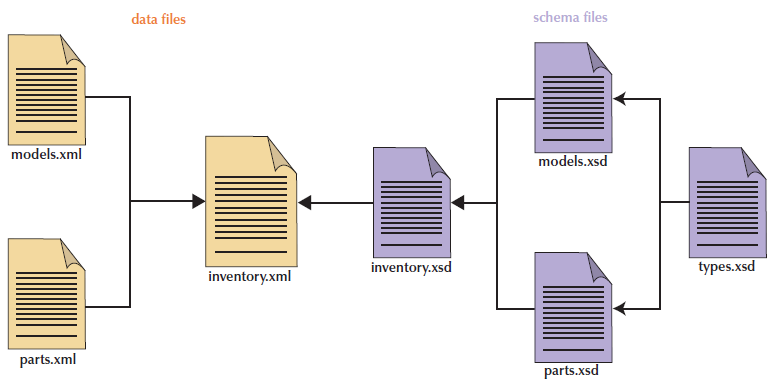 data files
schema files
models.xml
models.xsd
inventory.xml
inventory.xsd
types.xsd
parts.xml
parts.xsd